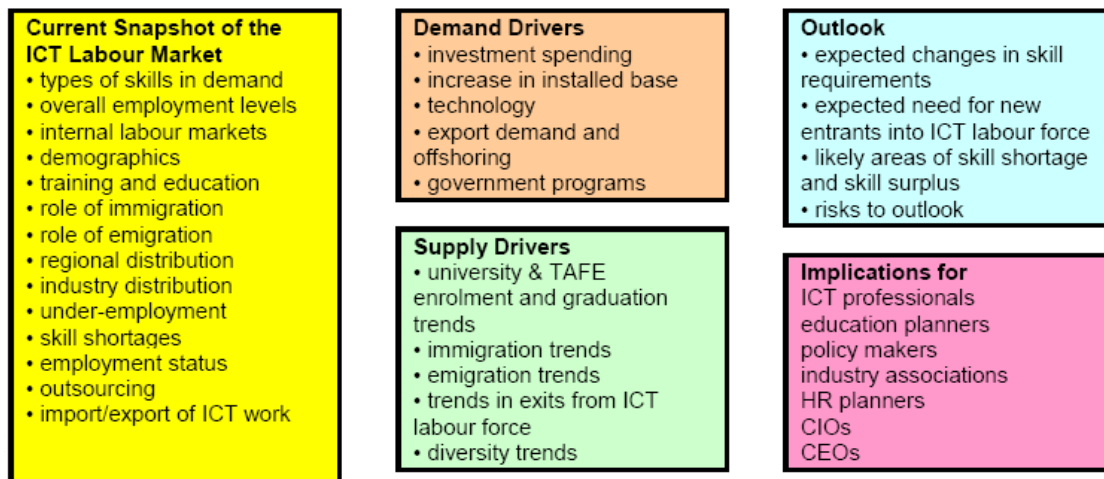 Current Snapshot of the
ICT Labour Market
• types of skills in demand
• overall employment levels
• internal labour markets
• demographics
• training and education
• role of immigration
• role of emigration
• regional distribution
• industry distribution
• under-employment
• skill shortages
• employment status
• outsourcing
• import/export of ICT work
Demand Drivers
• investment spending
• increase in installed base
• technology
• export demand and
offshoring
• government programs
Supply Drivers
• university & TAFE
enrolment and graduation
trends
• immigration trends
• emigration trends
• trends in exits from ICT
labour force
• diversity trends
Outlook
• expected changes in skill
requirements
• expected need for new
entrants into ICT labour force
• likely areas of skill shortage
and skill surplus
• risks to outlook
Implications for
ICT professionals
education planners
policy makers
industry associations
HR planners
CIOs
CEOs